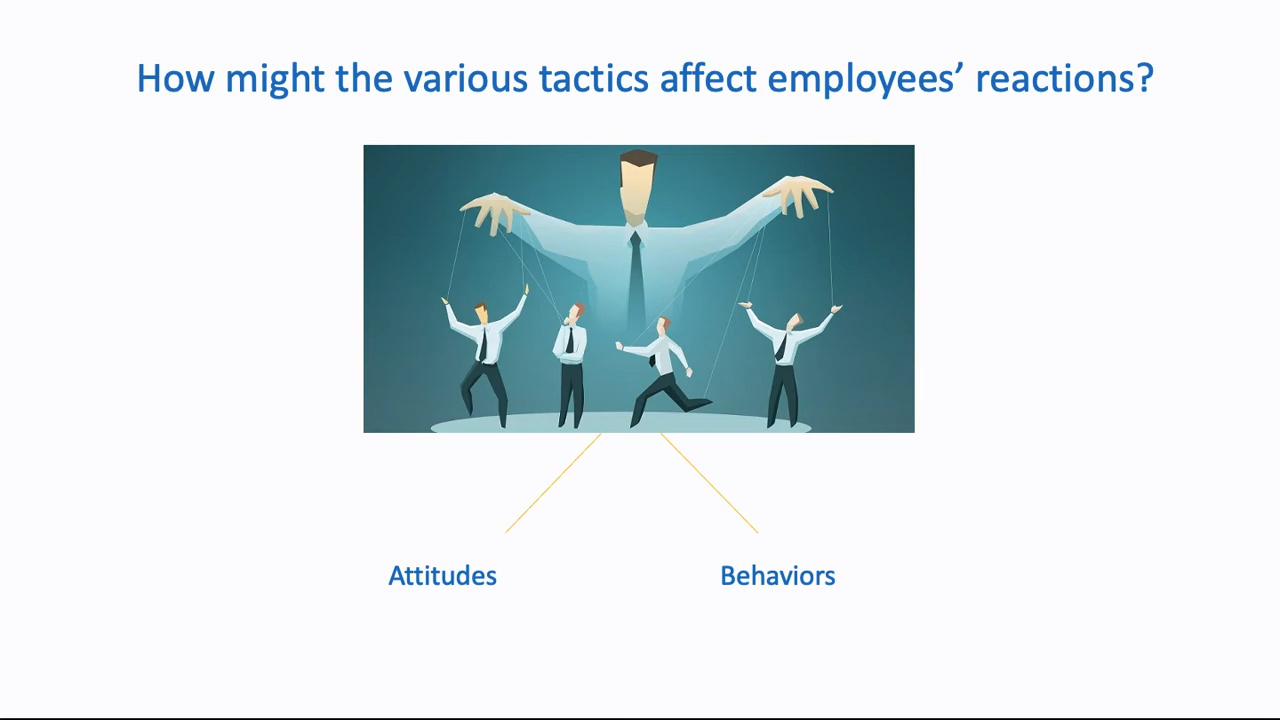 How might the various tactics affect employees’ reactions?
Attitudes
Behaviors